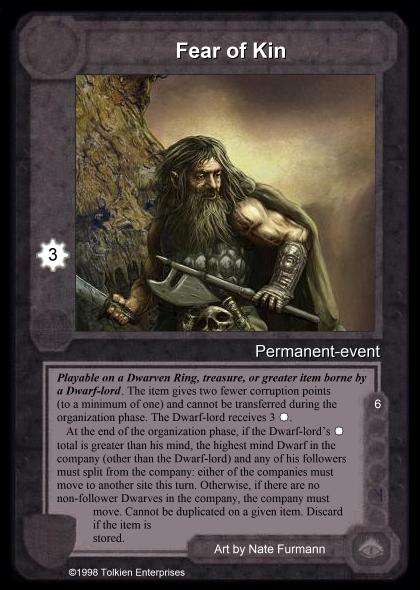 Fear of Kin
3
Permanent-event
Playable on a Dwarven Ring, treasure, or greater item borne by
a Dwarf-lord. The item gives two fewer corruption points
(to a minimum of one) and cannot be transferred during the
organization phase. The Dwarf-lord receives 3 .
At the end of the organization phase, if the Dwarf-lord's
total is greater than his mind, the highest mind Dwarf in the
company (other than the Dwarf-lord) and any of his followers
must split from the company: either of the companies must
move to another site this turn. Otherwise, if there are no
non-follower Dwarves in the company, the company must
move. Cannot be duplicated on a given item. Discard
if the item is
stored.
6
Art by Nate Furmann
©1998 Tolkien Enterprises